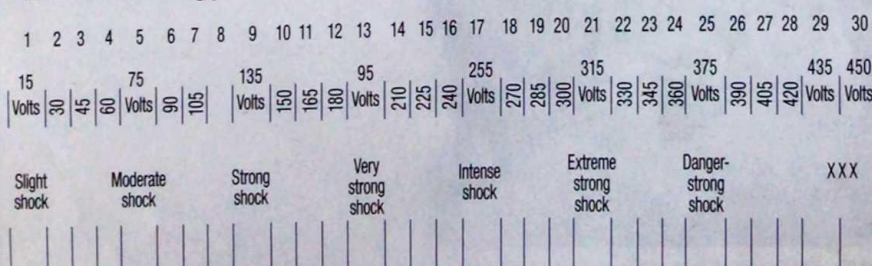 1 2 3 4 5 6 7 8 9 10 11 12 13 14 15 16 17 18 19 20 21 22 23 24 25 26 27 28 29 30
15 75 135 95 255 315 375 435 450
Volts 30 45 60 Volts 90 105 Volts 150 165 180 Volts 210 225 240 Volts 270 285 300 Volts 330 345 360 Volts 390 405 420 Volts Volts
Slight shock
Moderate shock
Strong shock
Very strong shock
Intense shock
Extreme strong shock
Danger- strong shock
XXX